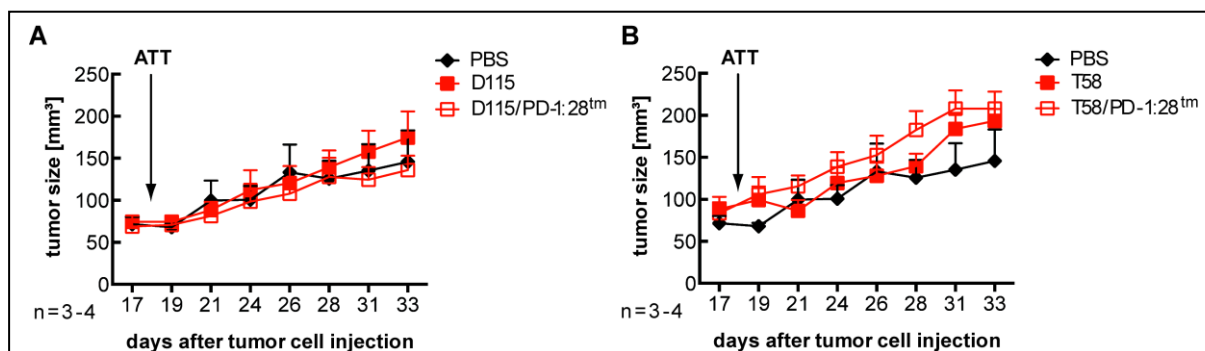 A
ATT
PBS
D115
D115/PD-1:28ᵗᵐ
tumor size [mm³]
250
200
150
100
50
0
17 19 21 24 26 28 31 33
n=3-4
days after tumor cell injection
B
ATT
PBS
T58
T58/PD-1:28ᵗᵐ
tumor size [mm³]
250
200
150
100
50
0
17 19 21 24 26 28 31 33
n=3-4
days after tumor cell injection